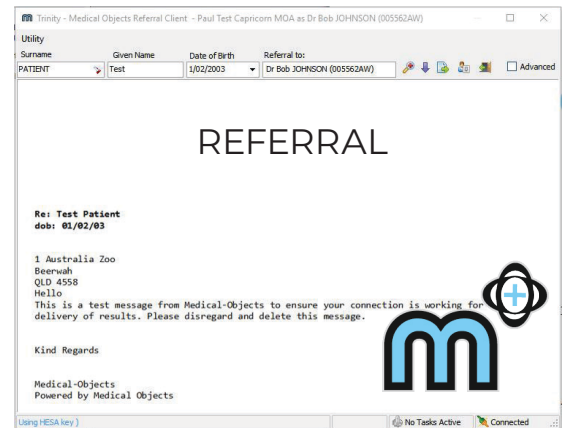 Trinity - Medical Objects Referral Client - Paul Test Capricorn MOA as Dr Bob JOHNSON (005562AW)
Utility
Surname Given Name Date of Birth Referral to:
PATIENT Test 1/02/2003 Dr Bob JOHNSON (005562AW) Advanced
REFERRAL
Re: Test Patient
dob: 01/02/03
1 Australia Zoo
Beerwah
QLD 4558
Hello
This is a test message from Medical-Objects to ensure your connection is working for
delivery of results. Please disregard and delete this message.
Kind Regards
Medical-Objects
Powered by Medical Objects
Using HESA key ) No Tasks Active Connected